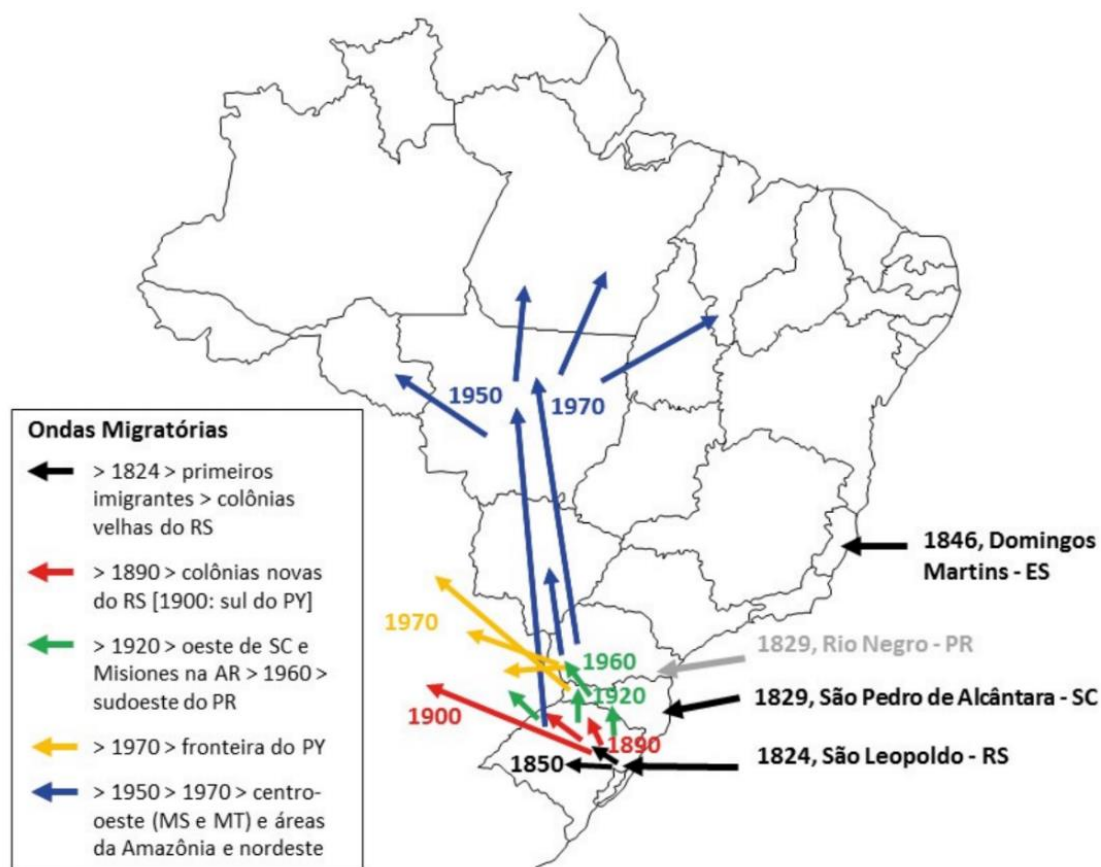 1950
1970
Ondas Migratórias
> 1824 > primeiros
imigrantes > colônias
velhas do RS
> 1890 > colônias novas
do RS [1900: sul do PY]
> 1920 > oeste de SC e
Misiones na AR > 1960 >
sudoeste do PR
> 1970 > fronteira do PY
> 1950 > 1970 > centro-
oeste (MS e MT) e áreas
da Amazônia e nordeste
1846, Domingos
Martins - ES
1970
1829, Rio Negro - PR
1960
1920
1829, São Pedro de Alcântara - SC
1900
1890
1850
1824, São Leopoldo - RS